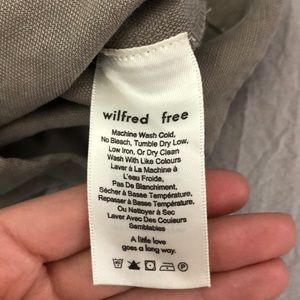 wilfred free
Machine Wash Cold,
No Bleach, Tumble Dry Low,
Low Iron, Or Dry Clean
Wash With Like Colours
Laver à La Machine à
L'eau Froide,
Pas De Blanchiment,
Sécher à Basse Température,
Repasser à Basse Température,
Ou Nettoyer à Sec
Laver Avec Des Couleurs
Semblables
A little love
goes a long way.